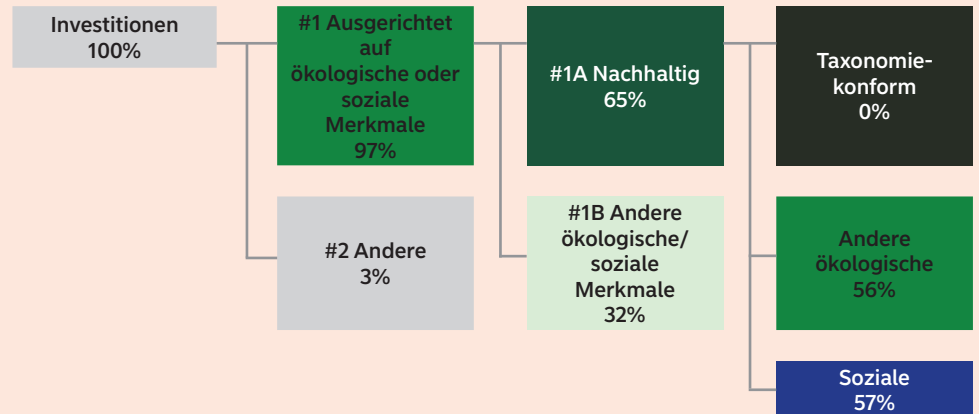 Investitionen
100%
#1 Ausgerichtet
auf
ökologische oder
soziale
Merkmale
97%
#1A Nachhaltig
65%
Taxonomie-
konform
0%
#2 Andere
3%
#1B Andere
ökologische/
soziale
Merkmale
32%
Andere
ökologische
56%
Soziale
57%